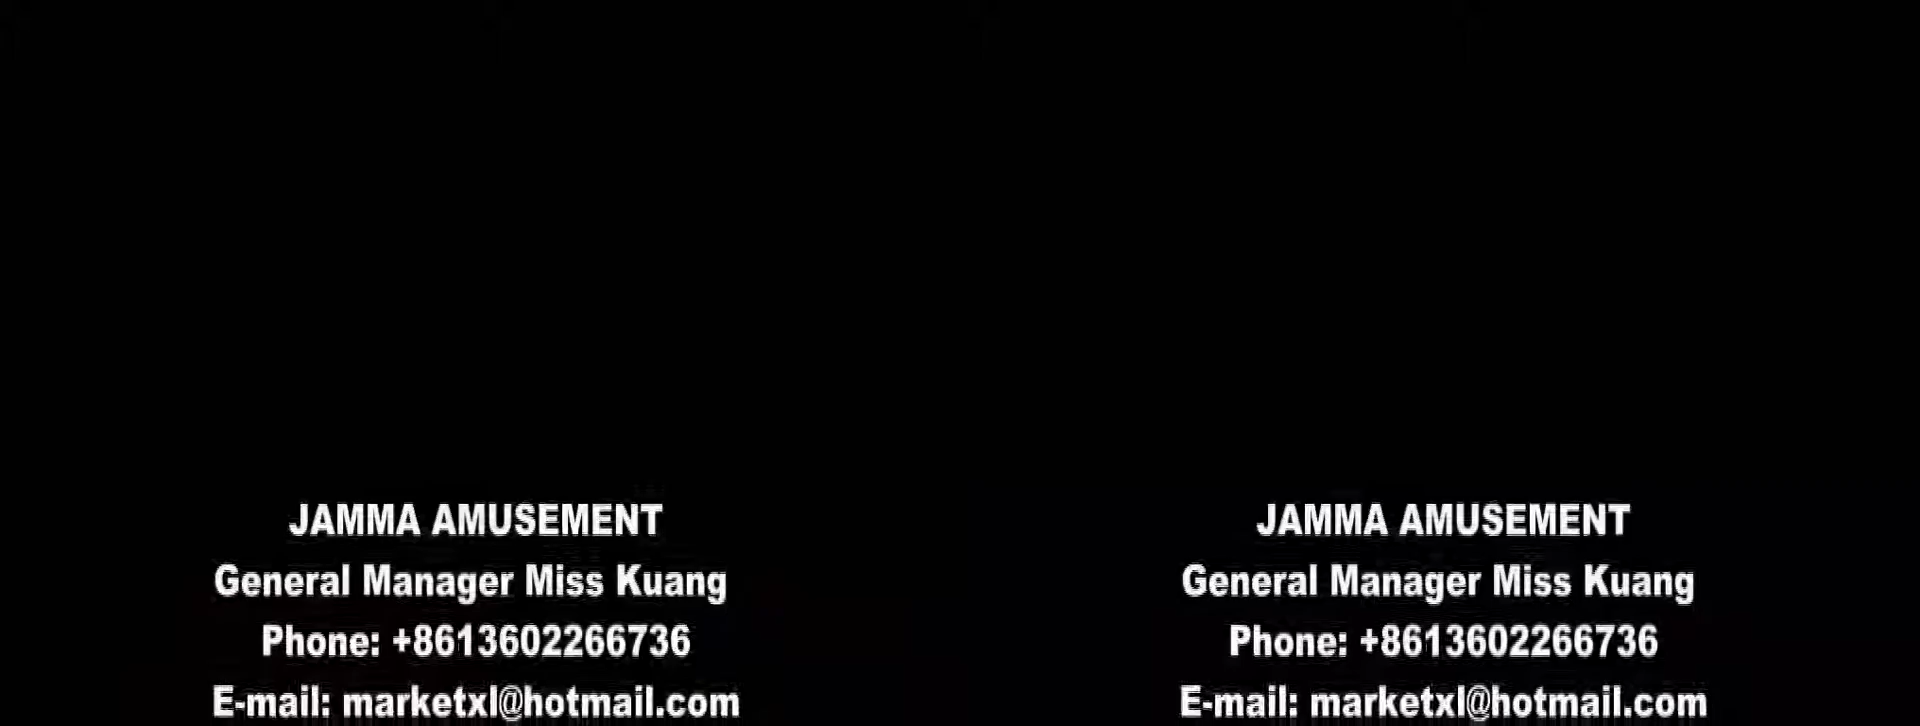 JAMMA AMUSEMENT
General Manager Miss Kuang
Phone: +8613602266736
E-mail: marketxl@hotmail.com
JAMMA AMUSEMENT
General Manager Miss Kuang
Phone: +8613602266736
E-mail: marketxl@hotmail.com